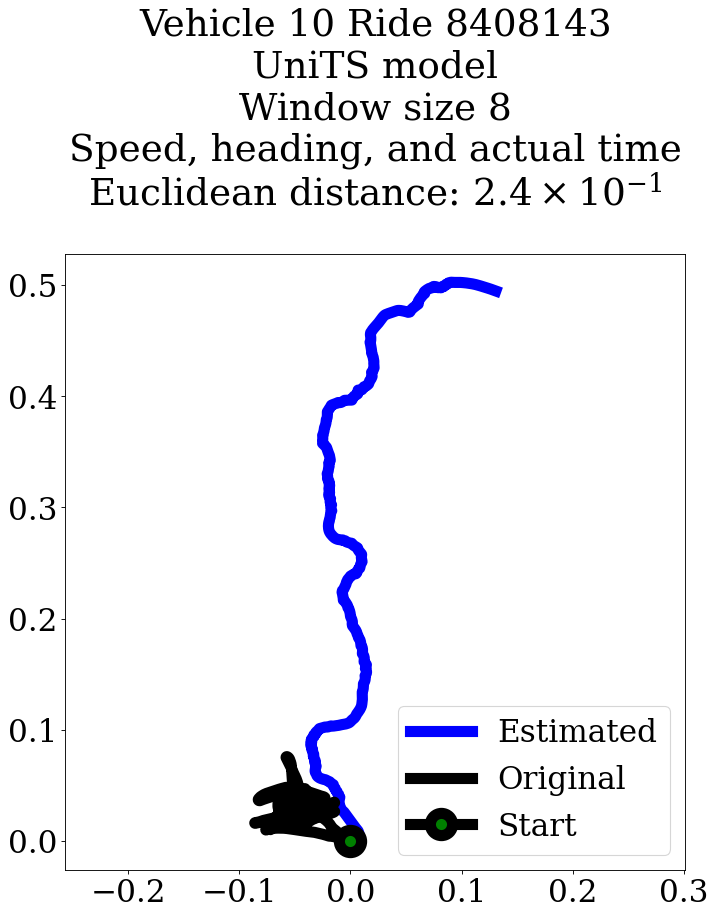 Vehicle 10 Ride 8408143
UniTS model
Window size 8
Speed, heading, and actual time
Euclidean distance: 2.4 × 10⁻¹
0.5
0.4
0.3
0.2
0.1
0.0
Estimated
Original
Start
−0.2 −0.1 0.0 0.1 0.2 0.3